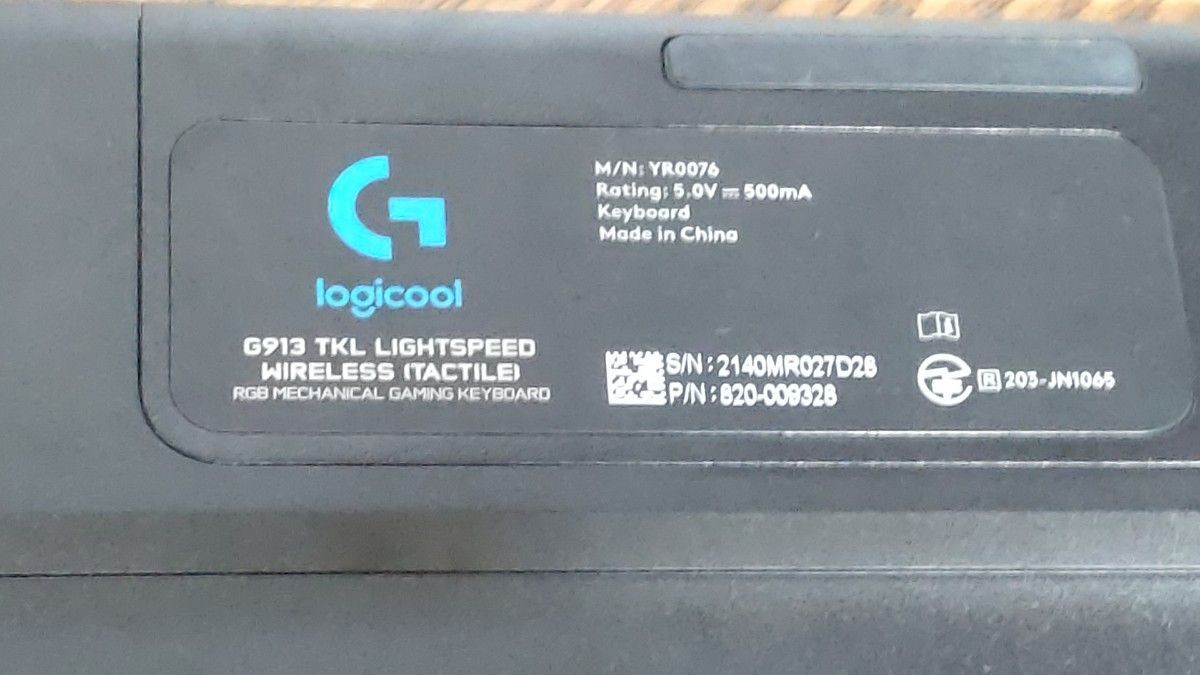 G
logicool
G913 TKL LIGHTSPEED
WIRELESS (TACTILE)
RGB MECHANICAL GAMING KEYBOARD
M/N: YR0076
Rating: 5.0V ⎓ 500mA
Keyboard
Made in China
S/N : 2140MR027D28
P/N : 820-009328
R 203-JN1065